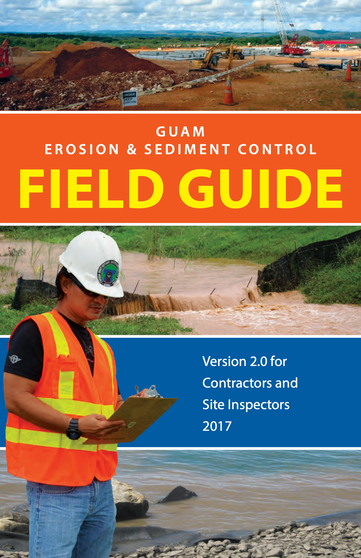 GUAM
EROSION & SEDIMENT CONTROL
FIELD GUIDE
Version 2.0 for
Contractors and
Site Inspectors
2017